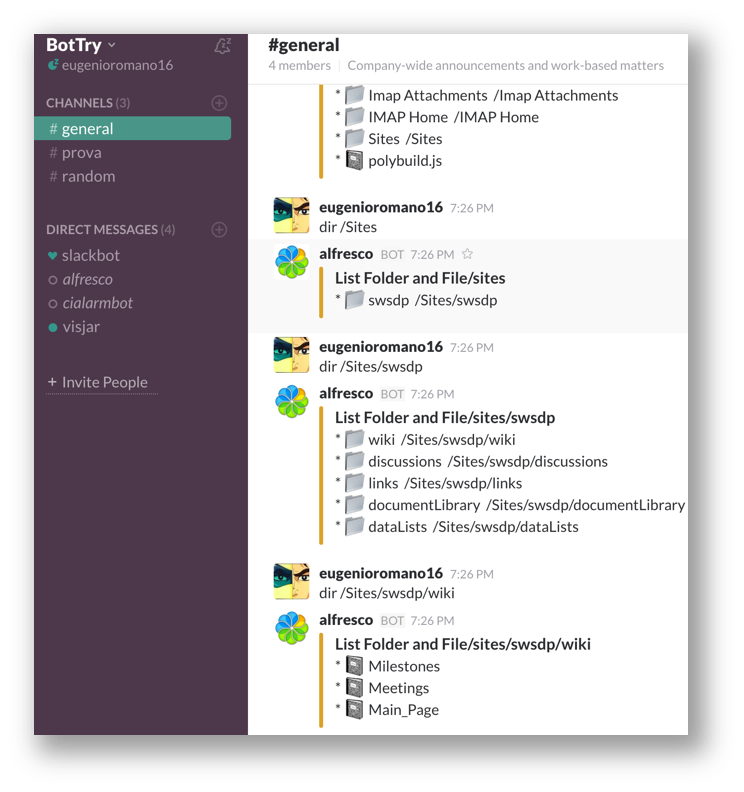 BotTry
eugenioromano16
CHANNELS (3)
# general
# prova
# random
DIRECT MESSAGES (4)
slackbot
alfresco
cialarmbot
visjar
+ Invite People
#general
4 members | Company-wide announcements and work-based matters
* Imap Attachments /Imap Attachments
* IMAP Home /IMAP Home
* Sites /Sites
* polybuild.js
eugenioromano16 7:26 PM
dir /Sites
alfresco BOT 7:26 PM
List Folder and File/sites
* swsdp /Sites/swsdp
eugenioromano16 7:26 PM
dir /Sites/swsdp
alfresco BOT 7:26 PM
List Folder and File/sites/swsdp
* wiki /Sites/swsdp/wiki
* discussions /Sites/swsdp/discussions
* links /Sites/swsdp/links
* documentLibrary /Sites/swsdp/documentLibrary
* dataLists /Sites/swsdp/dataLists
eugenioromano16 7:26 PM
dir /Sites/swsdp/wiki
alfresco BOT 7:26 PM
List Folder and File/sites/swsdp/wiki
* Milestones
* Meetings
* Main_Page